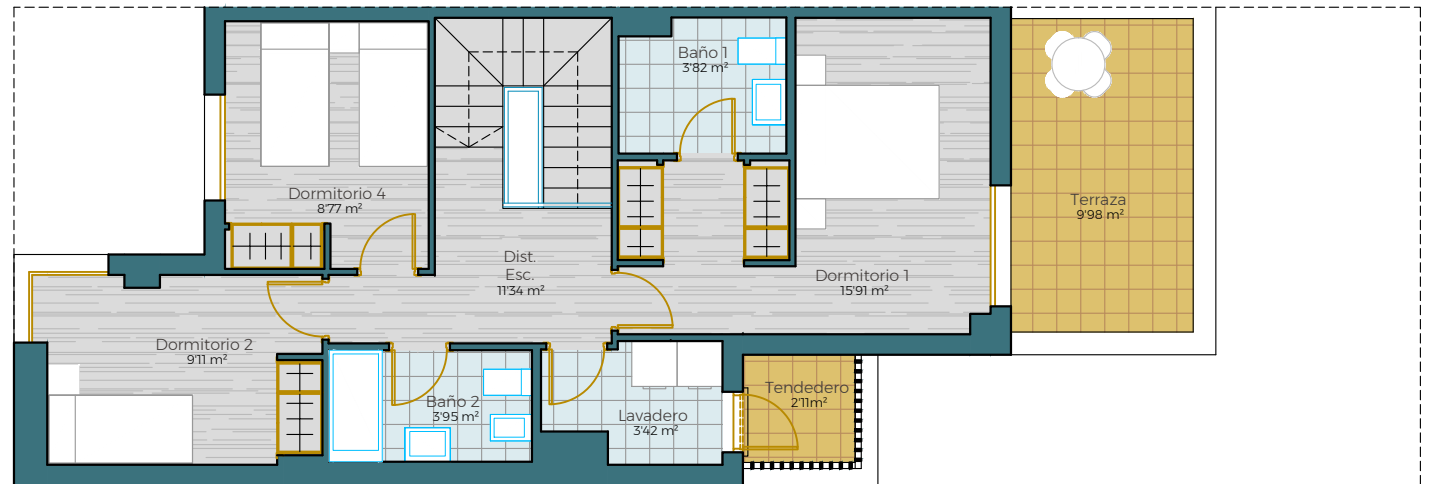 Baño 1
3'82 m²
Dormitorio 4
8'77 m²
Terraza
9'98 m²
Dist.
Esc.
11'34 m²
Dormitorio 1
15'91 m²
Dormitorio 2
9'11 m²
Baño 2
3'95 m²
Lavadero
3'42 m²
Tendedero
2'11m²